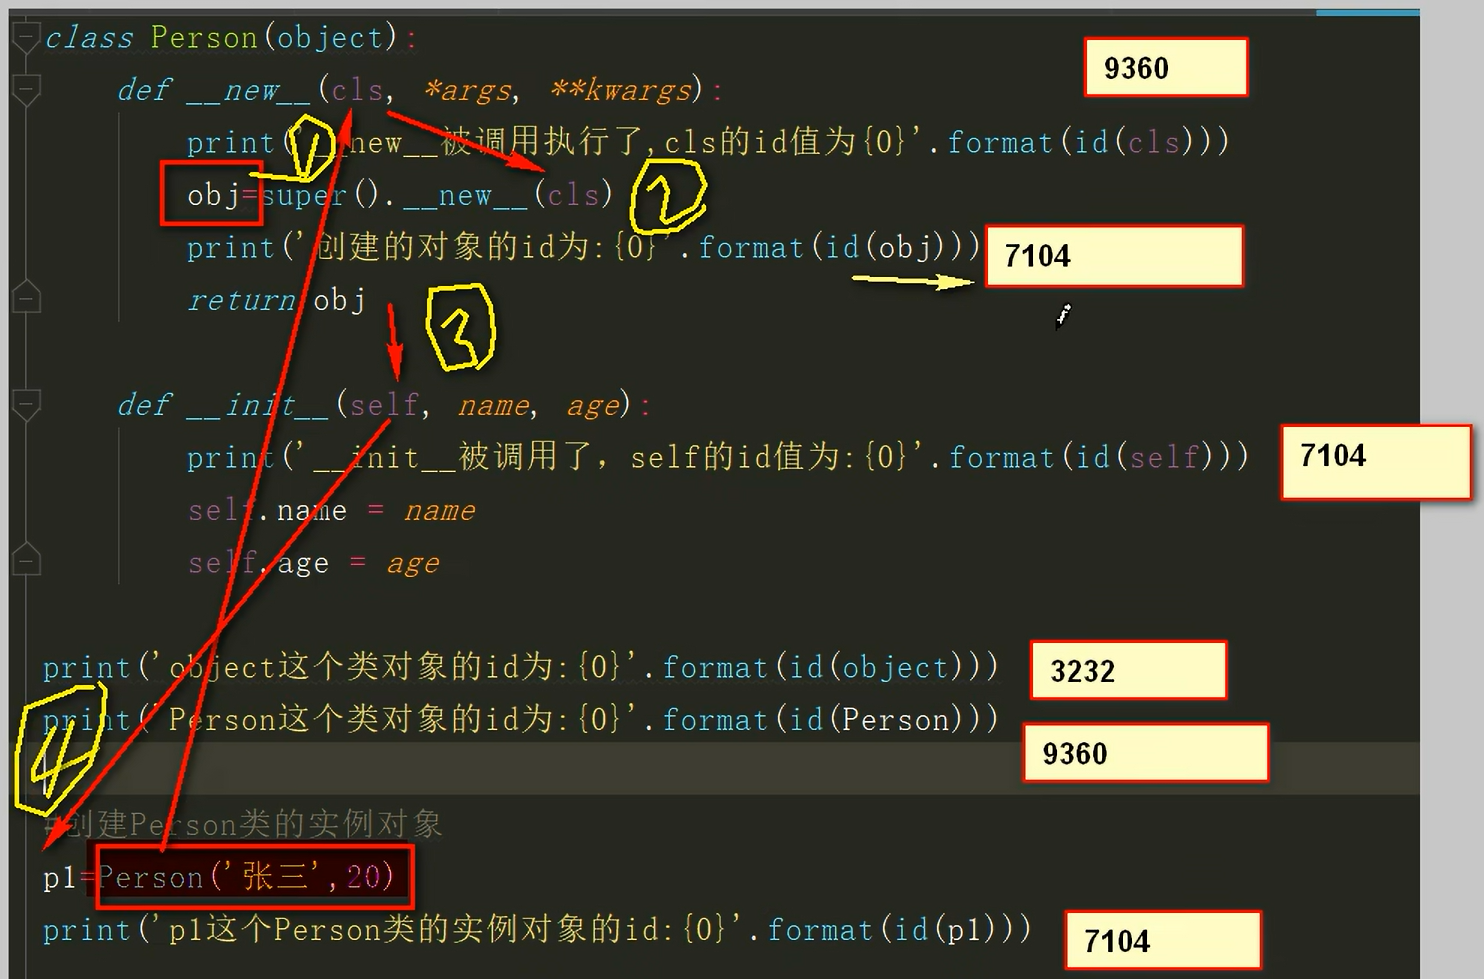 class Person(object):
9360
def __new__(cls, *args, **kwargs):
print('__new__被调用执行了,cls的id值为{0}'.format(id(cls)))
1
obj=super().__new__(cls)
2
print('创建的对象的id为:{0}'.format(id(obj)))
7104
return obj
3
def __init__(self, name, age):
print('__init__被调用了，self的id值为:{0}'.format(id(self)))
7104
self.name = name
self.age = age
print('object这个类对象的id为:{0}'.format(id(object)))
3232
print('Person这个类对象的id为:{0}'.format(id(Person)))
9360
4
#创建Person类的实例对象
p1=Person('张三',20)
print('p1这个Person类的实例对象的id:{0}'.format(id(p1)))
7104